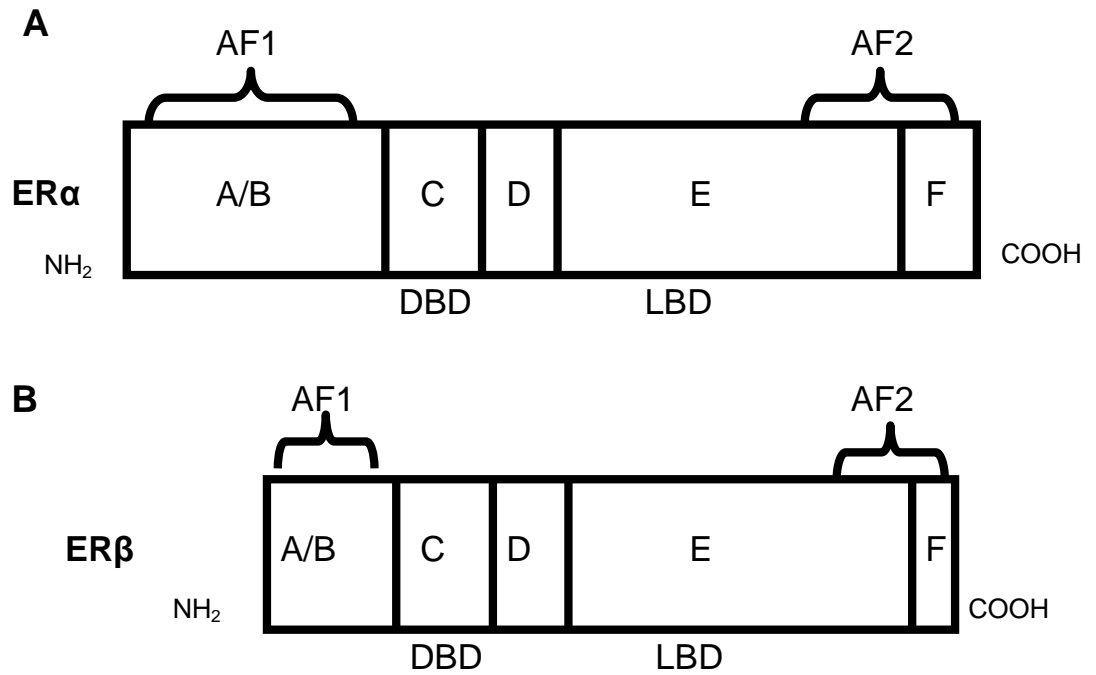 A
AF1 AF2
ERα A/B C D E F
NH₂ COOH
DBD LBD
B
AF1 AF2
ERβ A/B C D E F
NH₂ COOH
DBD LBD